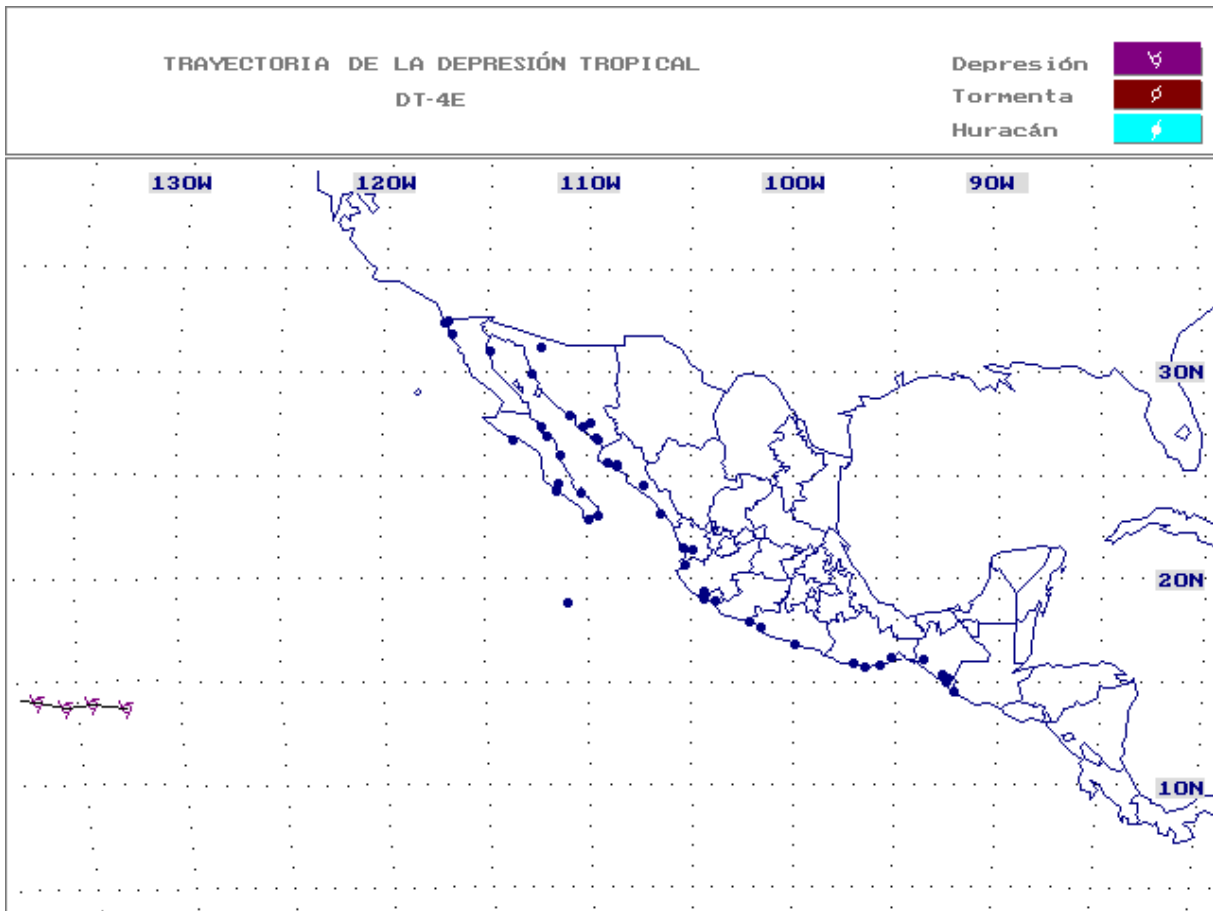 TRAYECTORIA DE LA DEPRESIÓN TROPICAL
DT-4E
Depresión
Tormenta
Huracán
130W 120W 110W 100W 90W
30N
20N
10N